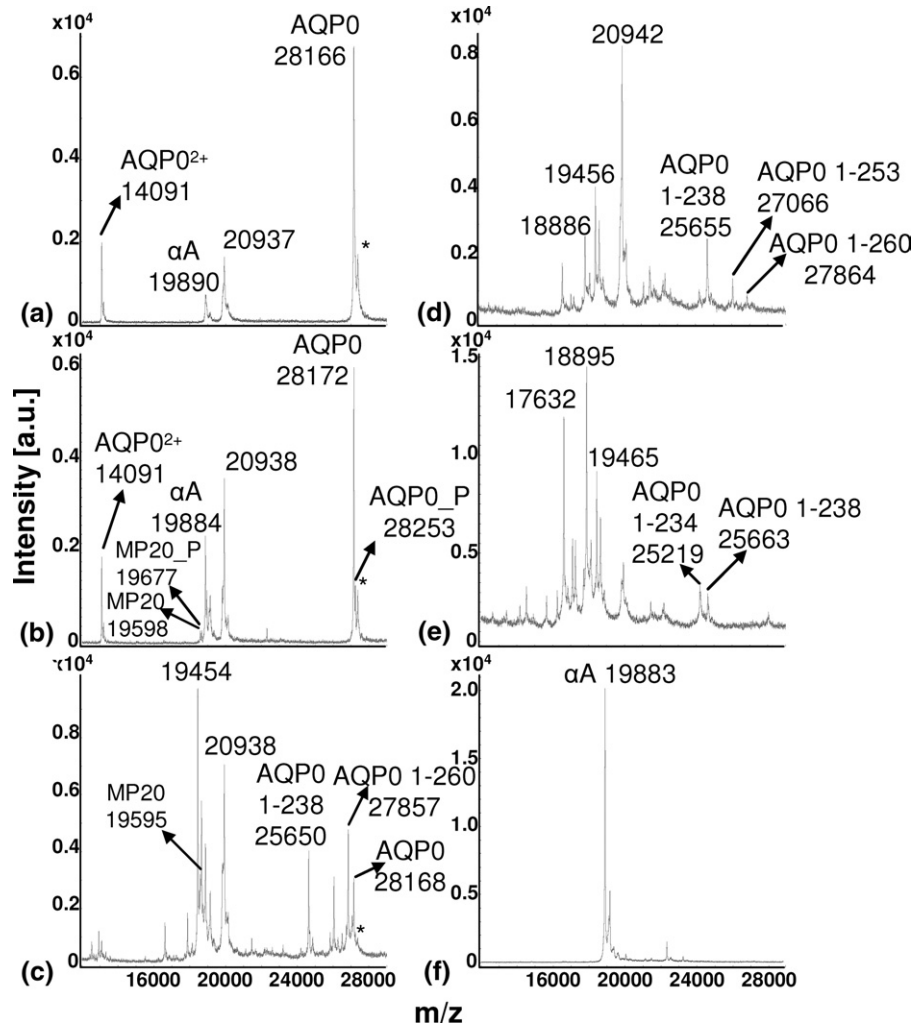 x10⁴
AQP0
28166
0.6
0.4
AQP0²⁺
14091
0.2
αA
19890
20937
*
(a)
0
x10⁴
20942
0.8
0.6
0.4
19456
18886
AQP0
1-238
25655
AQP0 1-253
27066
AQP0 1-260
27864
0.2
(d)
0
x10⁴
AQP0
28172
0.6
0.4
AQP0²⁺
14091
20938
αA
19884
MP20_P
19677
MP20
19598
AQP0_P
28253
*
0.2
(b)
0
x10⁴
1.5
18895
17632
1.0
19465
AQP0
1-234
25219
AQP0 1-238
25663
0.5
(e)
0
x10⁴
19454
0.8
20938
0.6
MP20
19595
AQP0
1-238
25650
AQP0 1-260
27857
AQP0
28168
*
0.4
0.2
0
(c)
16000 20000 24000 28000
x10⁴
αA 19883
2.0
1.0
0.5
0
(f)
16000 20000 24000 28000
Intensity [a.u.]
m/z